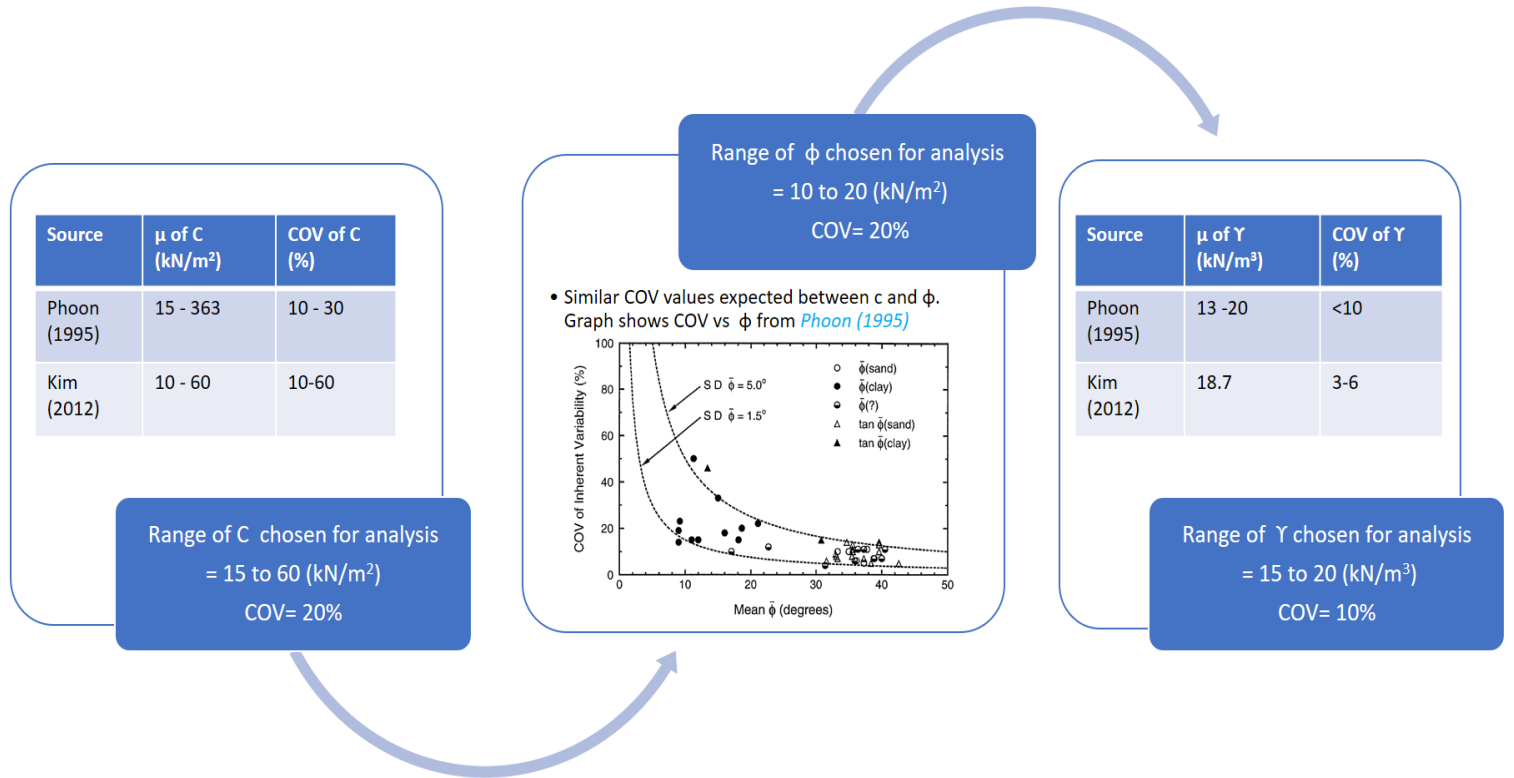 Source
μ of C
(kN/m²)
COV of C
(%)
Phoon
(1995)
15 - 363
10 - 30
Kim
(2012)
10 - 60
10-60
Range of C chosen for analysis
= 15 to 60 (kN/m²)
COV= 20%
Range of ϕ chosen for analysis
= 10 to 20 (kN/m²)
COV= 20%
• Similar COV values expected between c and ϕ.
Graph shows COV vs ϕ from Phoon (1995)
COV of Inherent Variability (%)
100
80
60
40
20
0
0
10
20
30
40
50
Mean ϕ̄ (degrees)
S D ϕ̄ = 5.0°
S D ϕ̄ = 1.5°
ϕ̄(sand)
ϕ̄(clay)
ϕ̄(?)
tan ϕ̄(sand)
tan ϕ̄(clay)
Source
μ of ϒ
(kN/m³)
COV of ϒ
(%)
Phoon
(1995)
13 -20
<10
Kim
(2012)
18.7
3-6
Range of ϒ chosen for analysis
= 15 to 20 (kN/m³)
COV= 10%